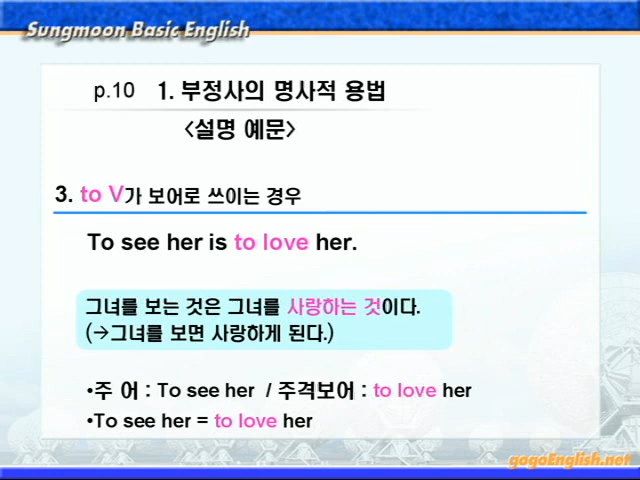 Sungmoon Basic English
p.10 1. 부정사의 명사적 용법
<설명 예문>
3. to V가 보어로 쓰이는 경우
To see her is to love her.
그녀를 보는 것은 그녀를 사랑하는 것이다.
(→그녀를 보면 사랑하게 된다.)
•주 어 : To see her / 주격보어 : to love her
•To see her = to love her
gogoEnglish.net